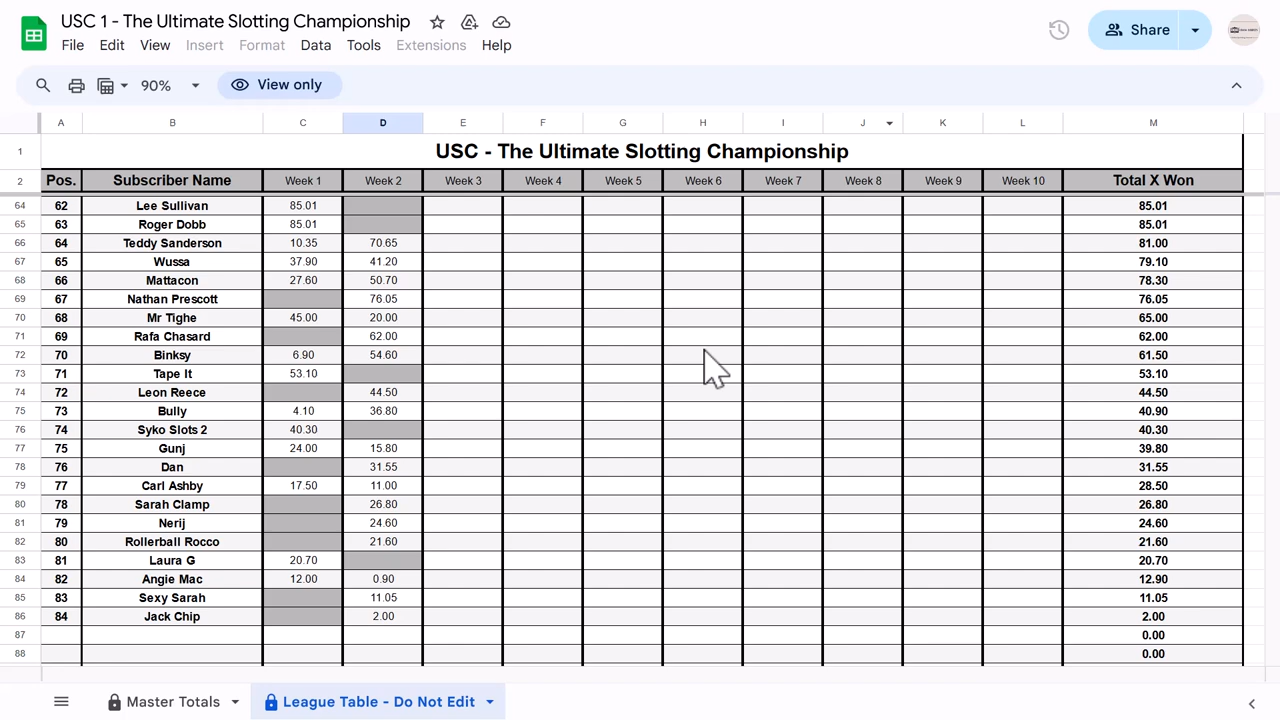 USC 1 - The Ultimate Slotting Championship
File Edit View Insert Format Data Tools Extensions Help
Share
90% View only
A B C D E F G H I J K L M
1 USC - The Ultimate Slotting Championship
2 Pos. Subscriber Name Week 1 Week 2 Week 3 Week 4 Week 5 Week 6 Week 7 Week 8 Week 9 Week 10 Total X Won
64 62 Lee Sullivan 85.01 85.01
65 63 Roger Dobb 85.01 85.01
66 64 Teddy Sanderson 10.35 70.65 81.00
67 65 Wussa 37.90 41.20 79.10
68 66 Mattacon 27.60 50.70 78.30
69 67 Nathan Prescott 76.05 76.05
70 68 Mr Tighe 45.00 20.00 65.00
71 69 Rafa Chasard 62.00 62.00
72 70 Binksy 6.90 54.60 61.50
73 71 Tape It 53.10 53.10
74 72 Leon Reece 44.50 44.50
75 73 Bully 4.10 36.80 40.90
76 74 Syko Slots 2 40.30 40.30
77 75 Gunj 24.00 15.80 39.80
78 76 Dan 31.55 31.55
79 77 Carl Ashby 17.50 11.00 28.50
80 78 Sarah Clamp 26.80 26.80
81 79 Nerij 24.60 24.60
82 80 Rollerball Rocco 21.60 21.60
83 81 Laura G 20.70 20.70
84 82 Angie Mac 12.00 0.90 12.90
85 83 Sexy Sarah 11.05 11.05
86 84 Jack Chip 2.00 2.00
87 0.00
88 0.00
Master Totals League Table - Do Not Edit